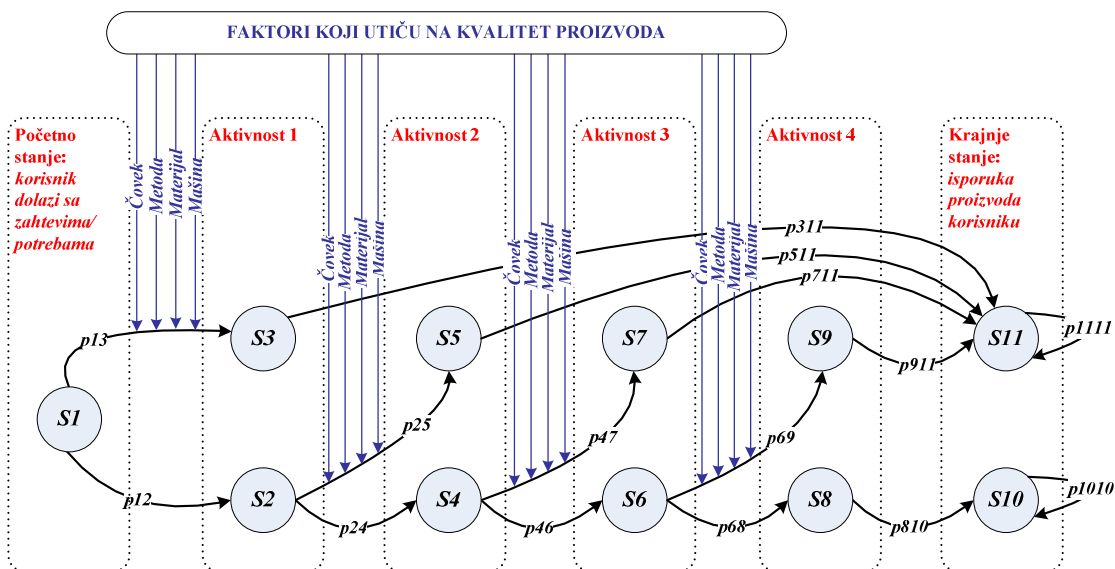 FAKTORI KOJI UTIČU NA KVALITET PROIZVODA
Početno
stanje:
korisnik
dolazi sa
zahtevima/
potrebama
Čovek
Metoda
Materijal
Mašina
Aktivnost 1
Čovek
Metoda
Materijal
Mašina
Aktivnost 2
Čovek
Metoda
Materijal
Mašina
Aktivnost 3
Čovek
Metoda
Materijal
Mašina
Aktivnost 4
Krajnje
stanje:
isporuka
proizvoda
korisniku
p311
p511
p711
p13
S3
S5
S7
S9
S11
p1111
p911
S1
p25
p47
p69
p12
S2
S4
S6
S8
S10
p1010
p24
p46
p68
p810